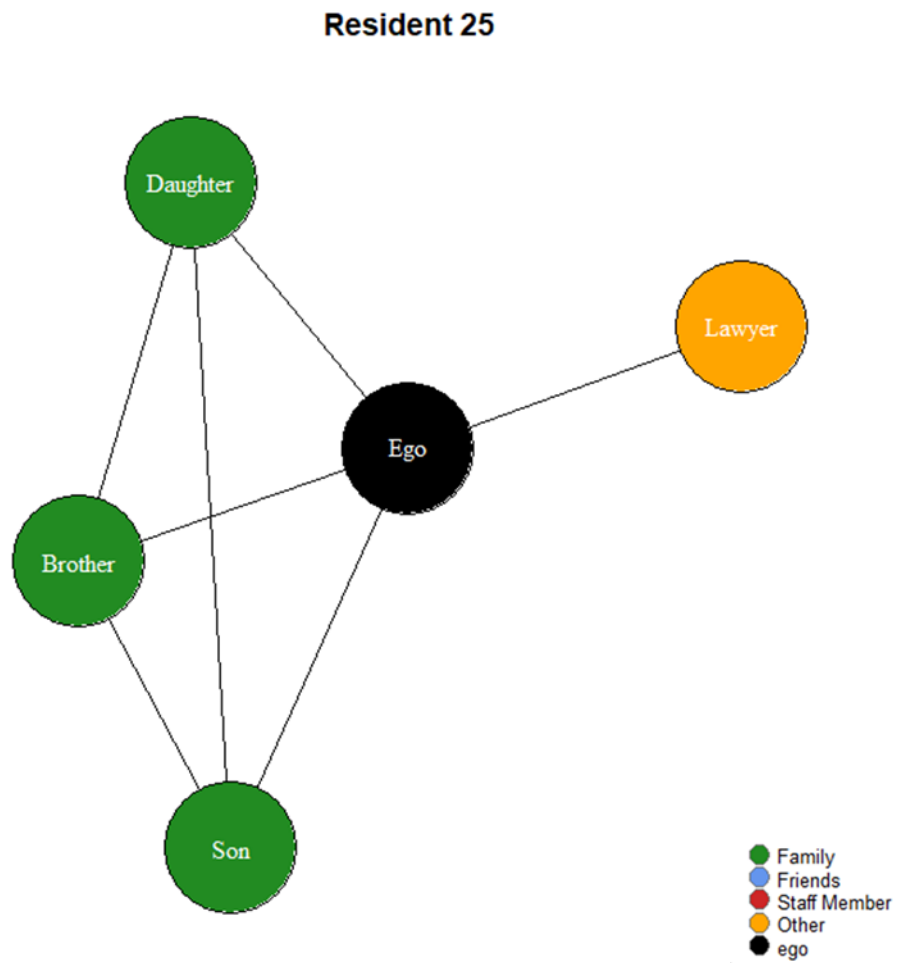 Resident 25
Daughter
Lawyer
Ego
Brother
Son
Family
Friends
Staff Member
Other
ego